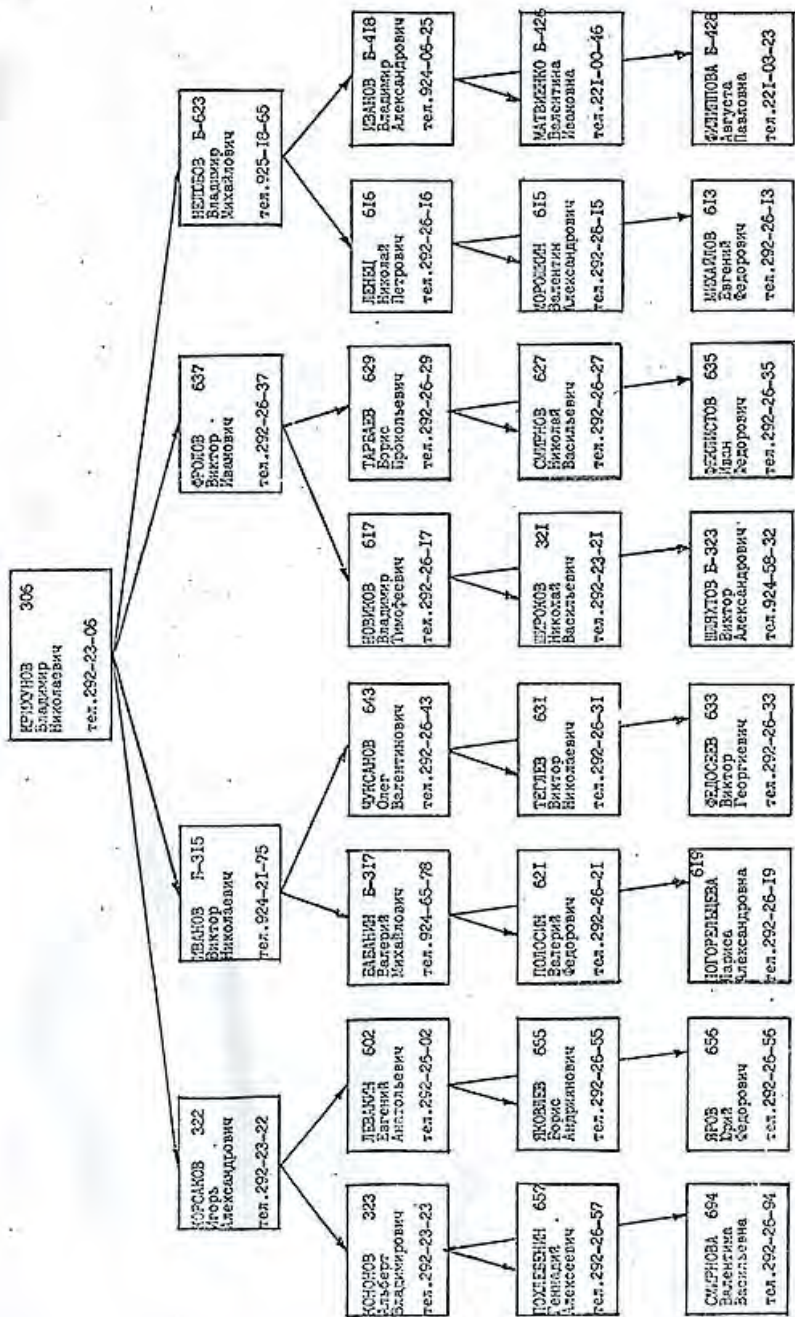 КРИХУНОВ 306
Владимир
Николаевич
тел.292-23-06
КОРСАКОВ 322
Игорь
Александрович
тел.292-23-22
ИВАНОВ Б-315
Виктор
Николаевич
тел.924-21-75
ФРОЛОВ 637
Виктор
Иванович
тел.292-26-37
Б-623
Владимир
Михайлович
тел.925-18-65
КОНОНОВ 323
Альберт
Владимирович
тел.292-23-23
ЛЕВАКИН 602
Евгений
Анатольевич
тел.292-26-02
БАБАНИН Б-317
Валерий
Михайлович
тел.924-65-78
ЧУКСАНОВ 643
Олег
Валентинович
тел.292-26-43
НОВИКОВ 617
Владимир
Тимофеевич
тел.292-26-17
ТАРБАЕВ 629
Борис
Прокопьевич
тел.292-26-29
ЛЕНЕЦ 616
Николай
Петрович
тел.292-26-16
ИВАНОВ Б-418
Владимир
Александрович
тел.924-06-25
ПОХЛЕБЕНИН 657
Геннадий
Алексеевич
тел.292-26-57
ЯКОВЛЕВ 655
Борис
Андрианович
тел.292-26-55
ПОЛОСИН 621
Валерий
Федорович
тел.292-26-21
ТЕГЛЕВ 631
Виктор
Николаевич
тел.292-26-31
ШИРОКОВ 321
Николай
Васильевич
тел.292-23-21
СМИРНОВ 627
Николай
Васильевич
тел.292-26-27
615
Валентин
Александрович
тел.292-26-15
МАТВИЕНКО Б-426
Валентина
Ивановна
тел.221-00-46
СМИРНОВА 694
Валентина
Васильевна
тел.292-26-94
ЯРОВ 656
Юрий
Федорович
тел.292-26-56
619
ПОГОРЕЛЬЦЕВА
Лариса
Александровна
тел.292-26-19
ФЕДОСЕЕВ 633
Виктор
Георгиевич
тел.292-26-33
Б-323
Виктор
Александрович
тел.924-58-32
635
Иван
Федорович
тел.292-26-35
МИХАЙЛОВ 613
Евгений
Федорович
тел.292-26-13
ФИЛИППОВА Б-428
Августа
Павловна
тел.221-03-23